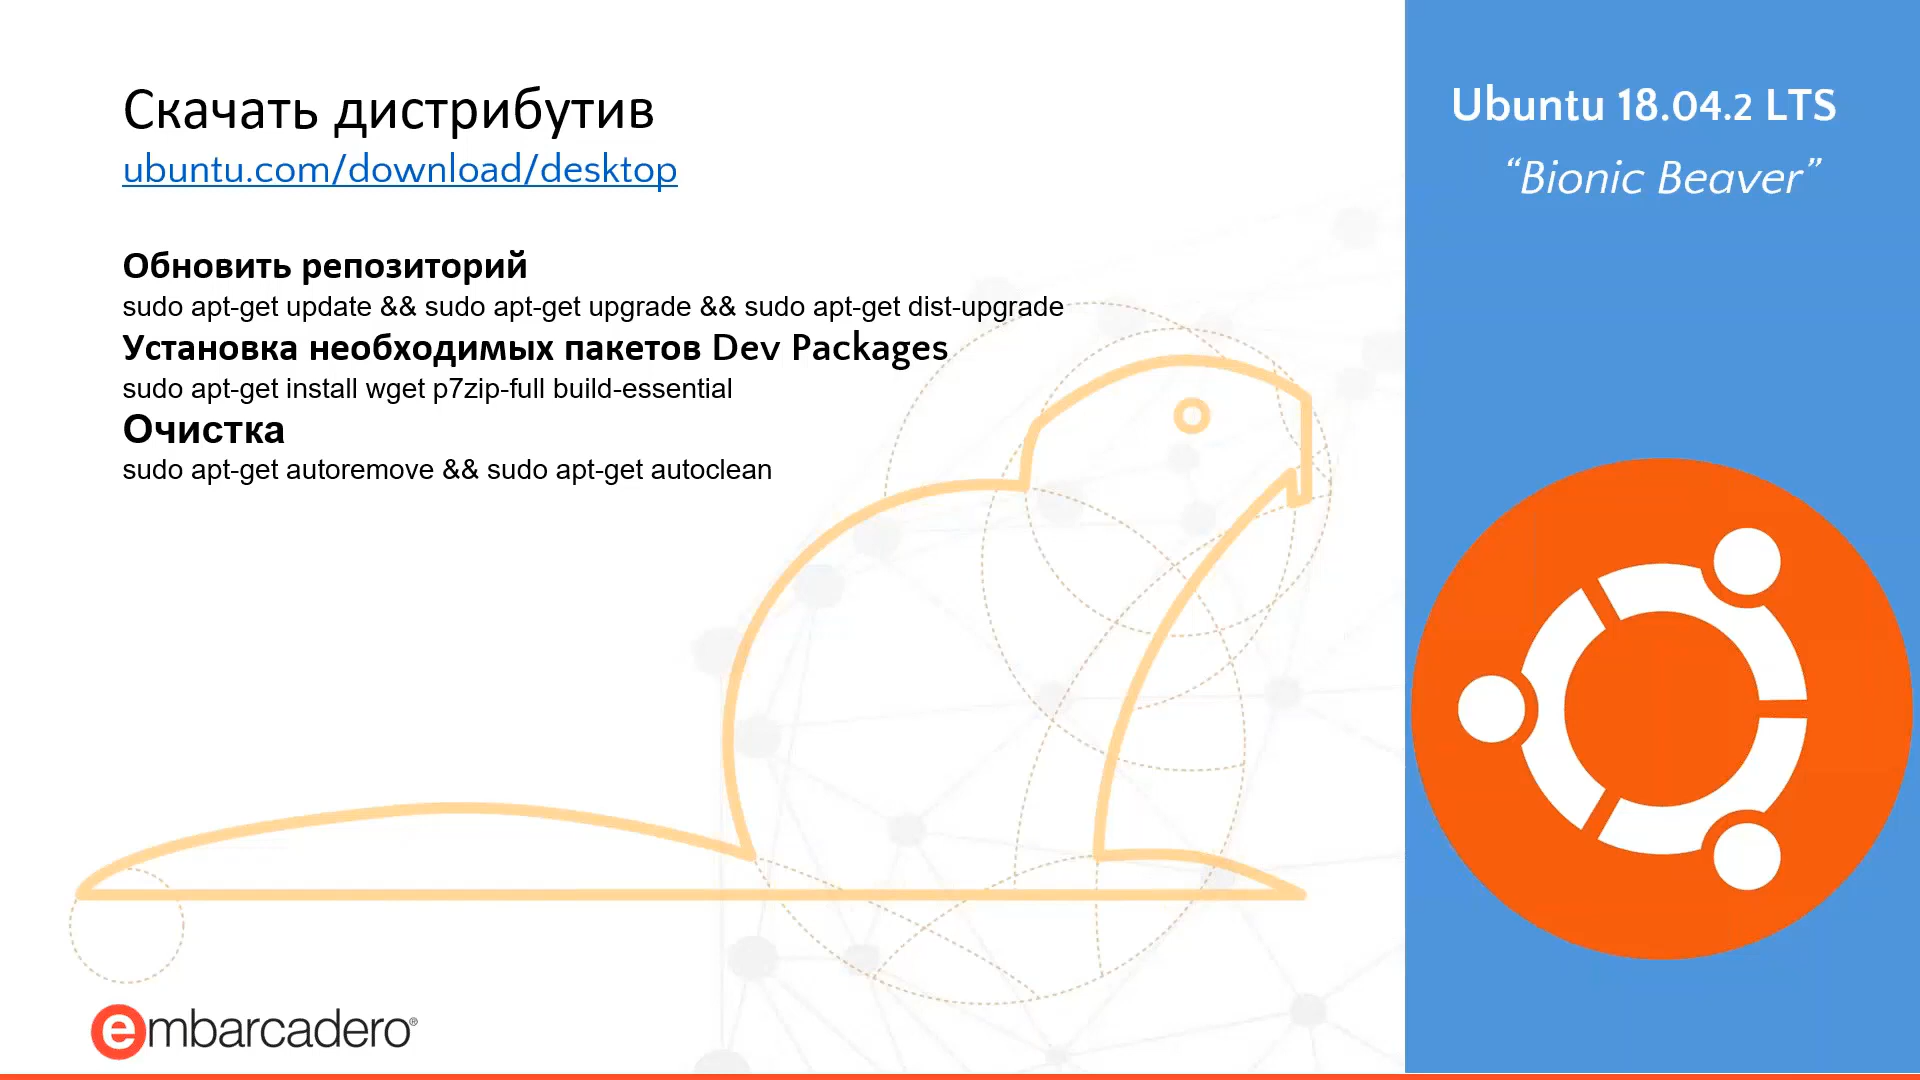 Скачать дистрибутив
ubuntu.com/download/desktop
Обновить репозиторий
sudo apt-get update && sudo apt-get upgrade && sudo apt-get dist-upgrade
Установка необходимых пакетов Dev Packages
sudo apt-get install wget p7zip-full build-essential
Очистка
sudo apt-get autoremove && sudo apt-get autoclean
embarcadero®
Ubuntu 18.04.2 LTS
“Bionic Beaver”